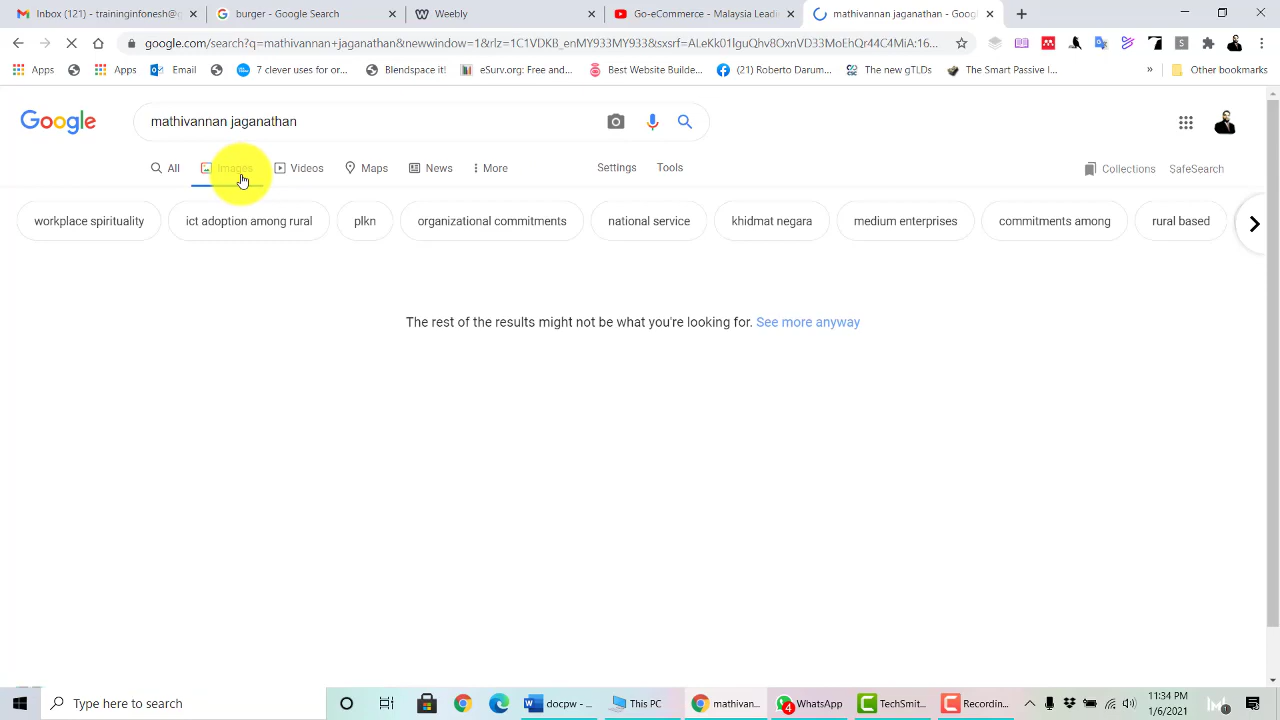 Inbox (121) - traininginfomesh@
burger - Google Search
Welcome
Go-eCommerce - Malaysia Leadi
mathivannan jaganathan - Goog
google.com/search?q=mathivannan+jaganathan&newwindow=1&rlz=1C1VDKB_enMY933MY933&sxsrf=ALeKk01lguQhv8OxnVD33MoEhQr44C4MAiA1...
Apps
Apps
Email
7 clever uses for or...
Blendspace it!
eSurv.org: Free and...
Best Website Builde...
(21) Roberto Darum...
The new gTLDs
The Smart Passive I...
»
Other bookmarks
Google
mathivannan jaganathan
All
Images
Videos
Maps
News
More
Settings
Tools
Collections
SafeSearch
workplace spirituality
ict adoption among rural
plkn
organizational commitments
national service
khidmat negara
medium enterprises
commitments among
rural based
The rest of the results might not be what you're looking for. See more anyway
Type here to search
docpw - ...
This PC
mathivan...
4
WhatsApp
TechSmit...
Recordin...
11:34 PM
1/6/2021